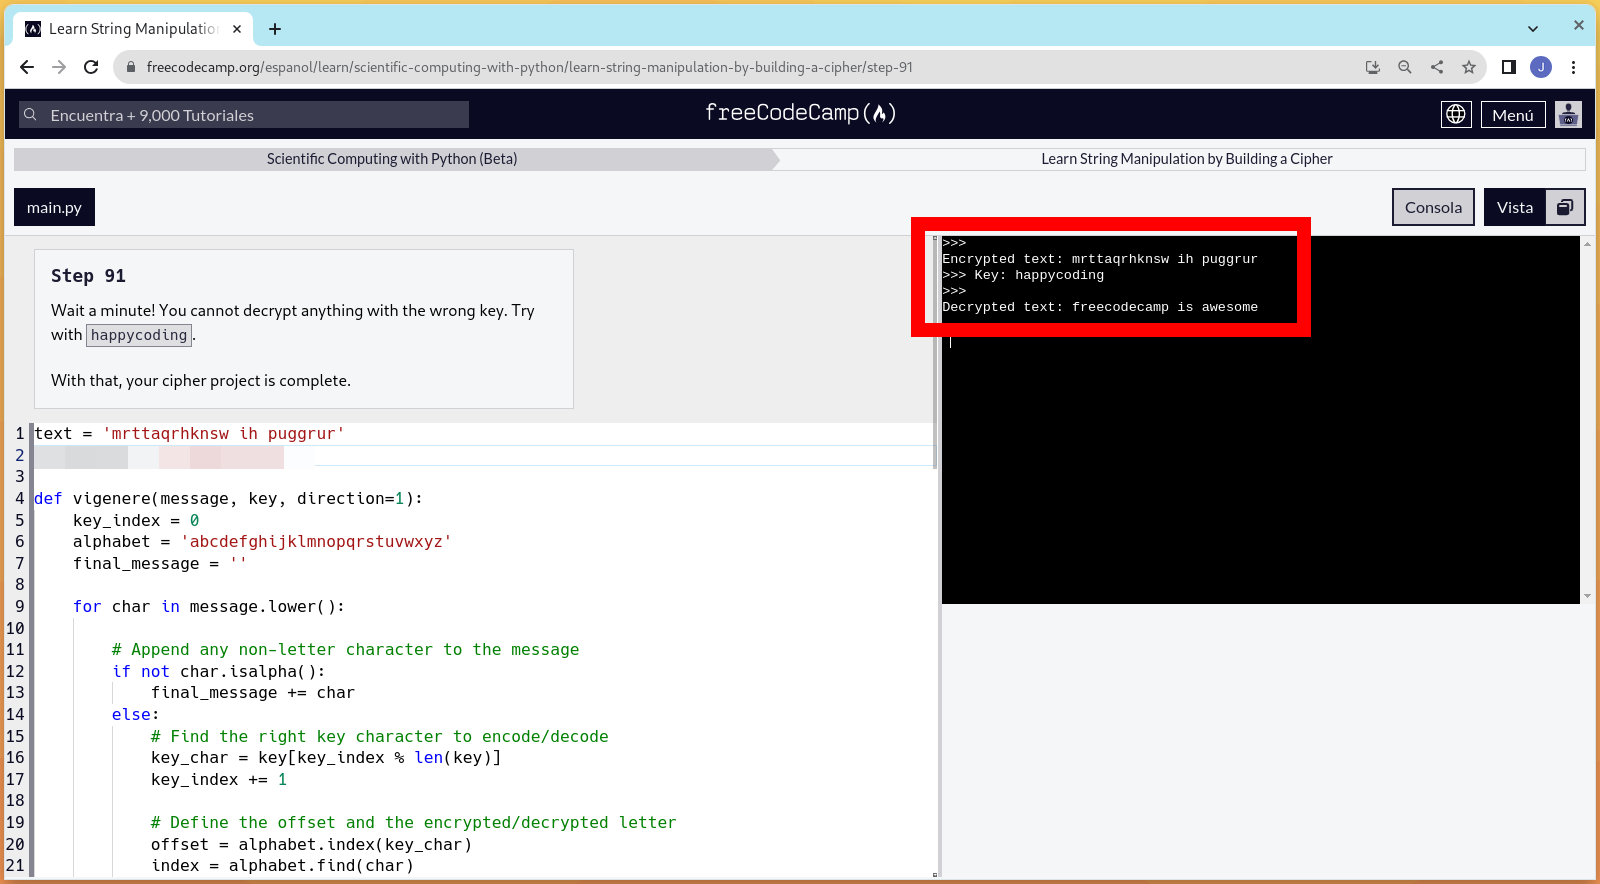 Learn String Manipulatio
freecodecamp.org/espanol/learn/scientific-computing-with-python/learn-string-manipulation-by-building-a-cipher/step-91
J
Encuentra + 9,000 Tutoriales
freeCodeCamp
Menú
Scientific Computing with Python (Beta)
Learn String Manipulation by Building a Cipher
main.py
Consola
Vista
Step 91
Wait a minute! You cannot decrypt anything with the wrong key. Try
with happycoding.
With that, your cipher project is complete.
1 text = 'mrttaqrhknsw ih puggrur'
2
3
4 def vigenere(message, key, direction=1):
5 key_index = 0
6 alphabet = 'abcdefghijklmnopqrstuvwxyz'
7 final_message = ''
8
9 for char in message.lower():
10
11 # Append any non-letter character to the message
12 if not char.isalpha():
13 final_message += char
14 else:
15 # Find the right key character to encode/decode
16 key_char = key[key_index % len(key)]
17 key_index += 1
18
19 # Define the offset and the encrypted/decrypted letter
20 offset = alphabet.index(key_char)
21 index = alphabet.find(char)
>>>
Encrypted text: mrttaqrhknsw ih puggrur
>>> Key: happycoding
>>>
Decrypted text: freecodecamp is awesome